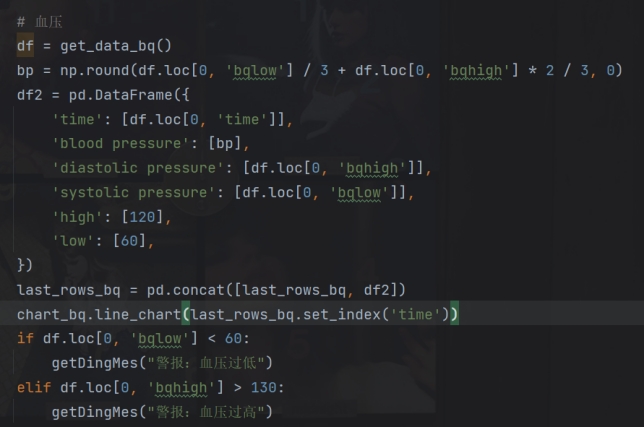 # 血压
df = get_data_bq()
bp = np.round(df.loc[0, 'bqlow'] / 3 + df.loc[0, 'bqhigh'] * 2 / 3, 0)
df2 = pd.DataFrame({
    'time': [df.loc[0, 'time']],
    'blood pressure': [bp],
    'diastolic pressure': [df.loc[0, 'bqhigh']],
    'systolic pressure': [df.loc[0, 'bqlow']],
    'high': [120],
    'low': [60],
})
last_rows_bq = pd.concat([last_rows_bq, df2])
chart_bq.line_chart(last_rows_bq.set_index('time'))
if df.loc[0, 'bqlow'] < 60:
    getDingMes("警报：血压过低")
elif df.loc[0, 'bqhigh'] > 130:
    getDingMes("警报：血压过高")